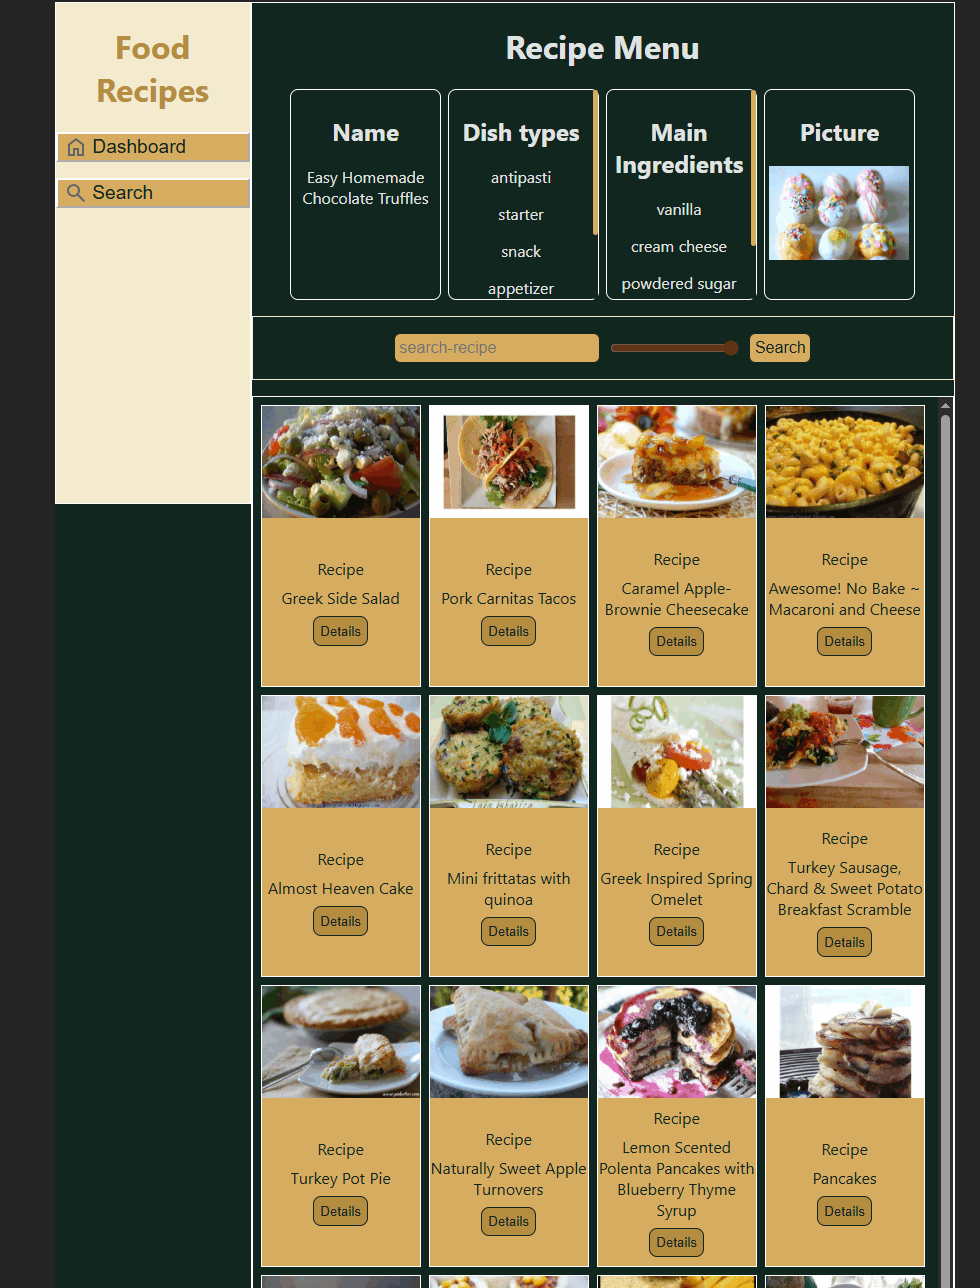 Food
Recipes
Dashboard
Search
Recipe Menu
Name
Easy Homemade
Chocolate Truffles
Dish types
antipasti
starter
snack
appetizer
Main
Ingredients
vanilla
cream cheese
powdered sugar
Picture
search-recipe
Search
Recipe
Greek Side Salad
Details
Recipe
Pork Carnitas Tacos
Details
Recipe
Caramel Apple-
Brownie Cheesecake
Details
Recipe
Awesome! No Bake ~
Macaroni and Cheese
Details
Recipe
Almost Heaven Cake
Details
Recipe
Mini frittatas with
quinoa
Details
Recipe
Greek Inspired Spring
Omelet
Details
Recipe
Turkey Sausage,
Chard & Sweet Potato
Breakfast Scramble
Details
Recipe
Turkey Pot Pie
Details
Recipe
Naturally Sweet Apple
Turnovers
Details
Recipe
Lemon Scented
Polenta Pancakes with
Blueberry Thyme
Syrup
Details
Recipe
Pancakes
Details